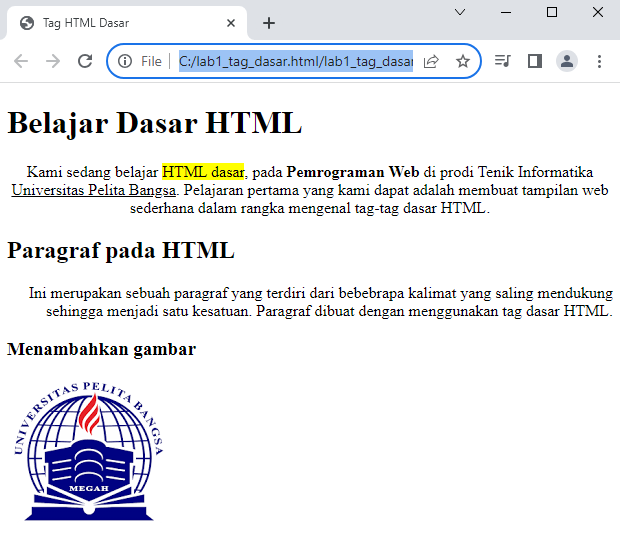 Tag HTML Dasar
File
C:/lab1_tag_dasar.html/lab1_tag_dasar
Belajar Dasar HTML
Kami sedang belajar HTML dasar, pada Pemrograman Web di prodi Tenik Informatika
Universitas Pelita Bangsa. Pelajaran pertama yang kami dapat adalah membuat tampilan web
sederhana dalam rangka mengenal tag-tag dasar HTML.
Paragraf pada HTML
Ini merupakan sebuah paragraf yang terdiri dari bebebrapa kalimat yang saling mendukung
sehingga menjadi satu kesatuan. Paragraf dibuat dengan menggunakan tag dasar HTML.
Menambahkan gambar
UNIVERSITAS PELITA BANGSA
MEGAH